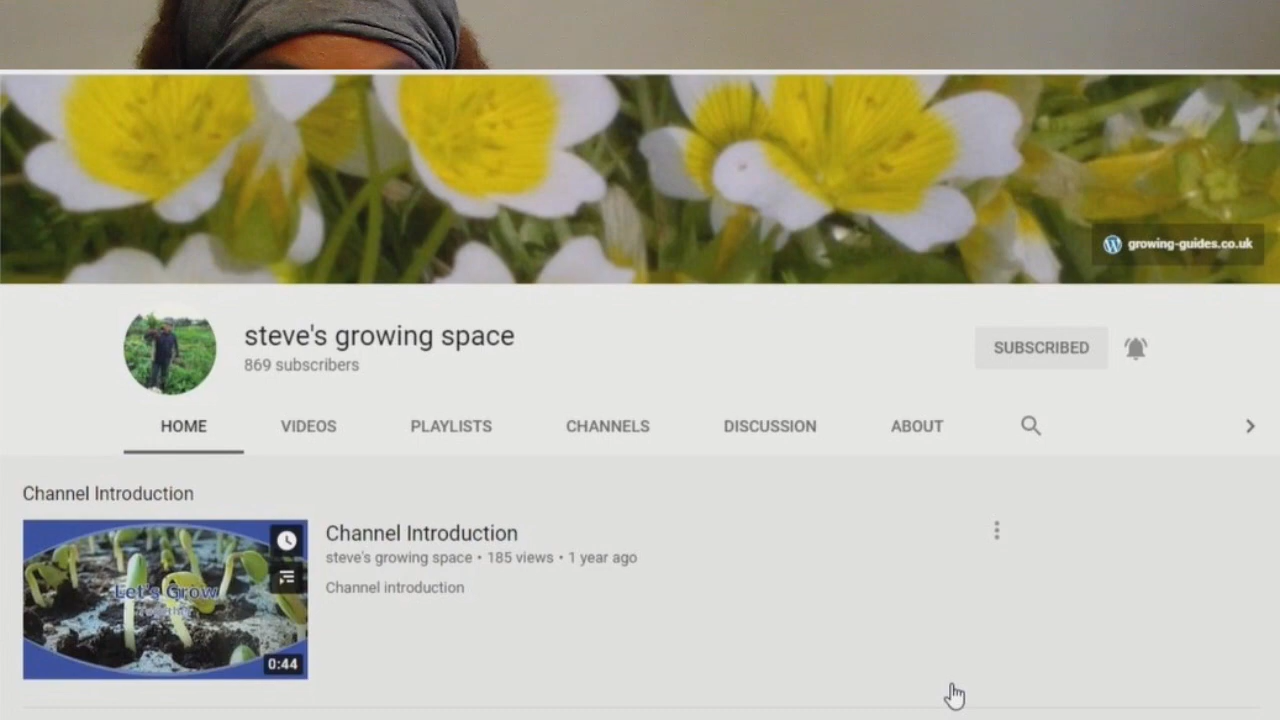 growing-guides.co.uk
steve's growing space
869 subscribers
SUBSCRIBED
HOME VIDEOS PLAYLISTS CHANNELS DISCUSSION ABOUT
Channel Introduction
Let's Grow
0:44
Channel Introduction
steve's growing space • 185 views • 1 year ago
Channel introduction